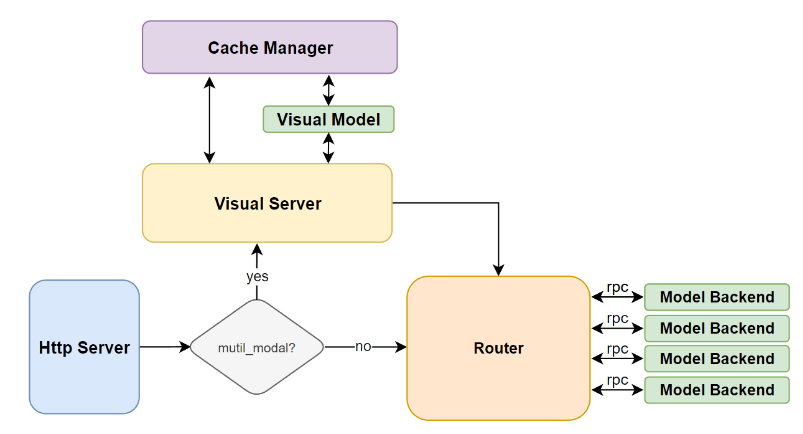 Cache Manager
Visual Model
Visual Server
yes
Http Server
mutil_modal?
no
Router
rpc
Model Backend
rpc
Model Backend
rpc
Model Backend
rpc
Model Backend